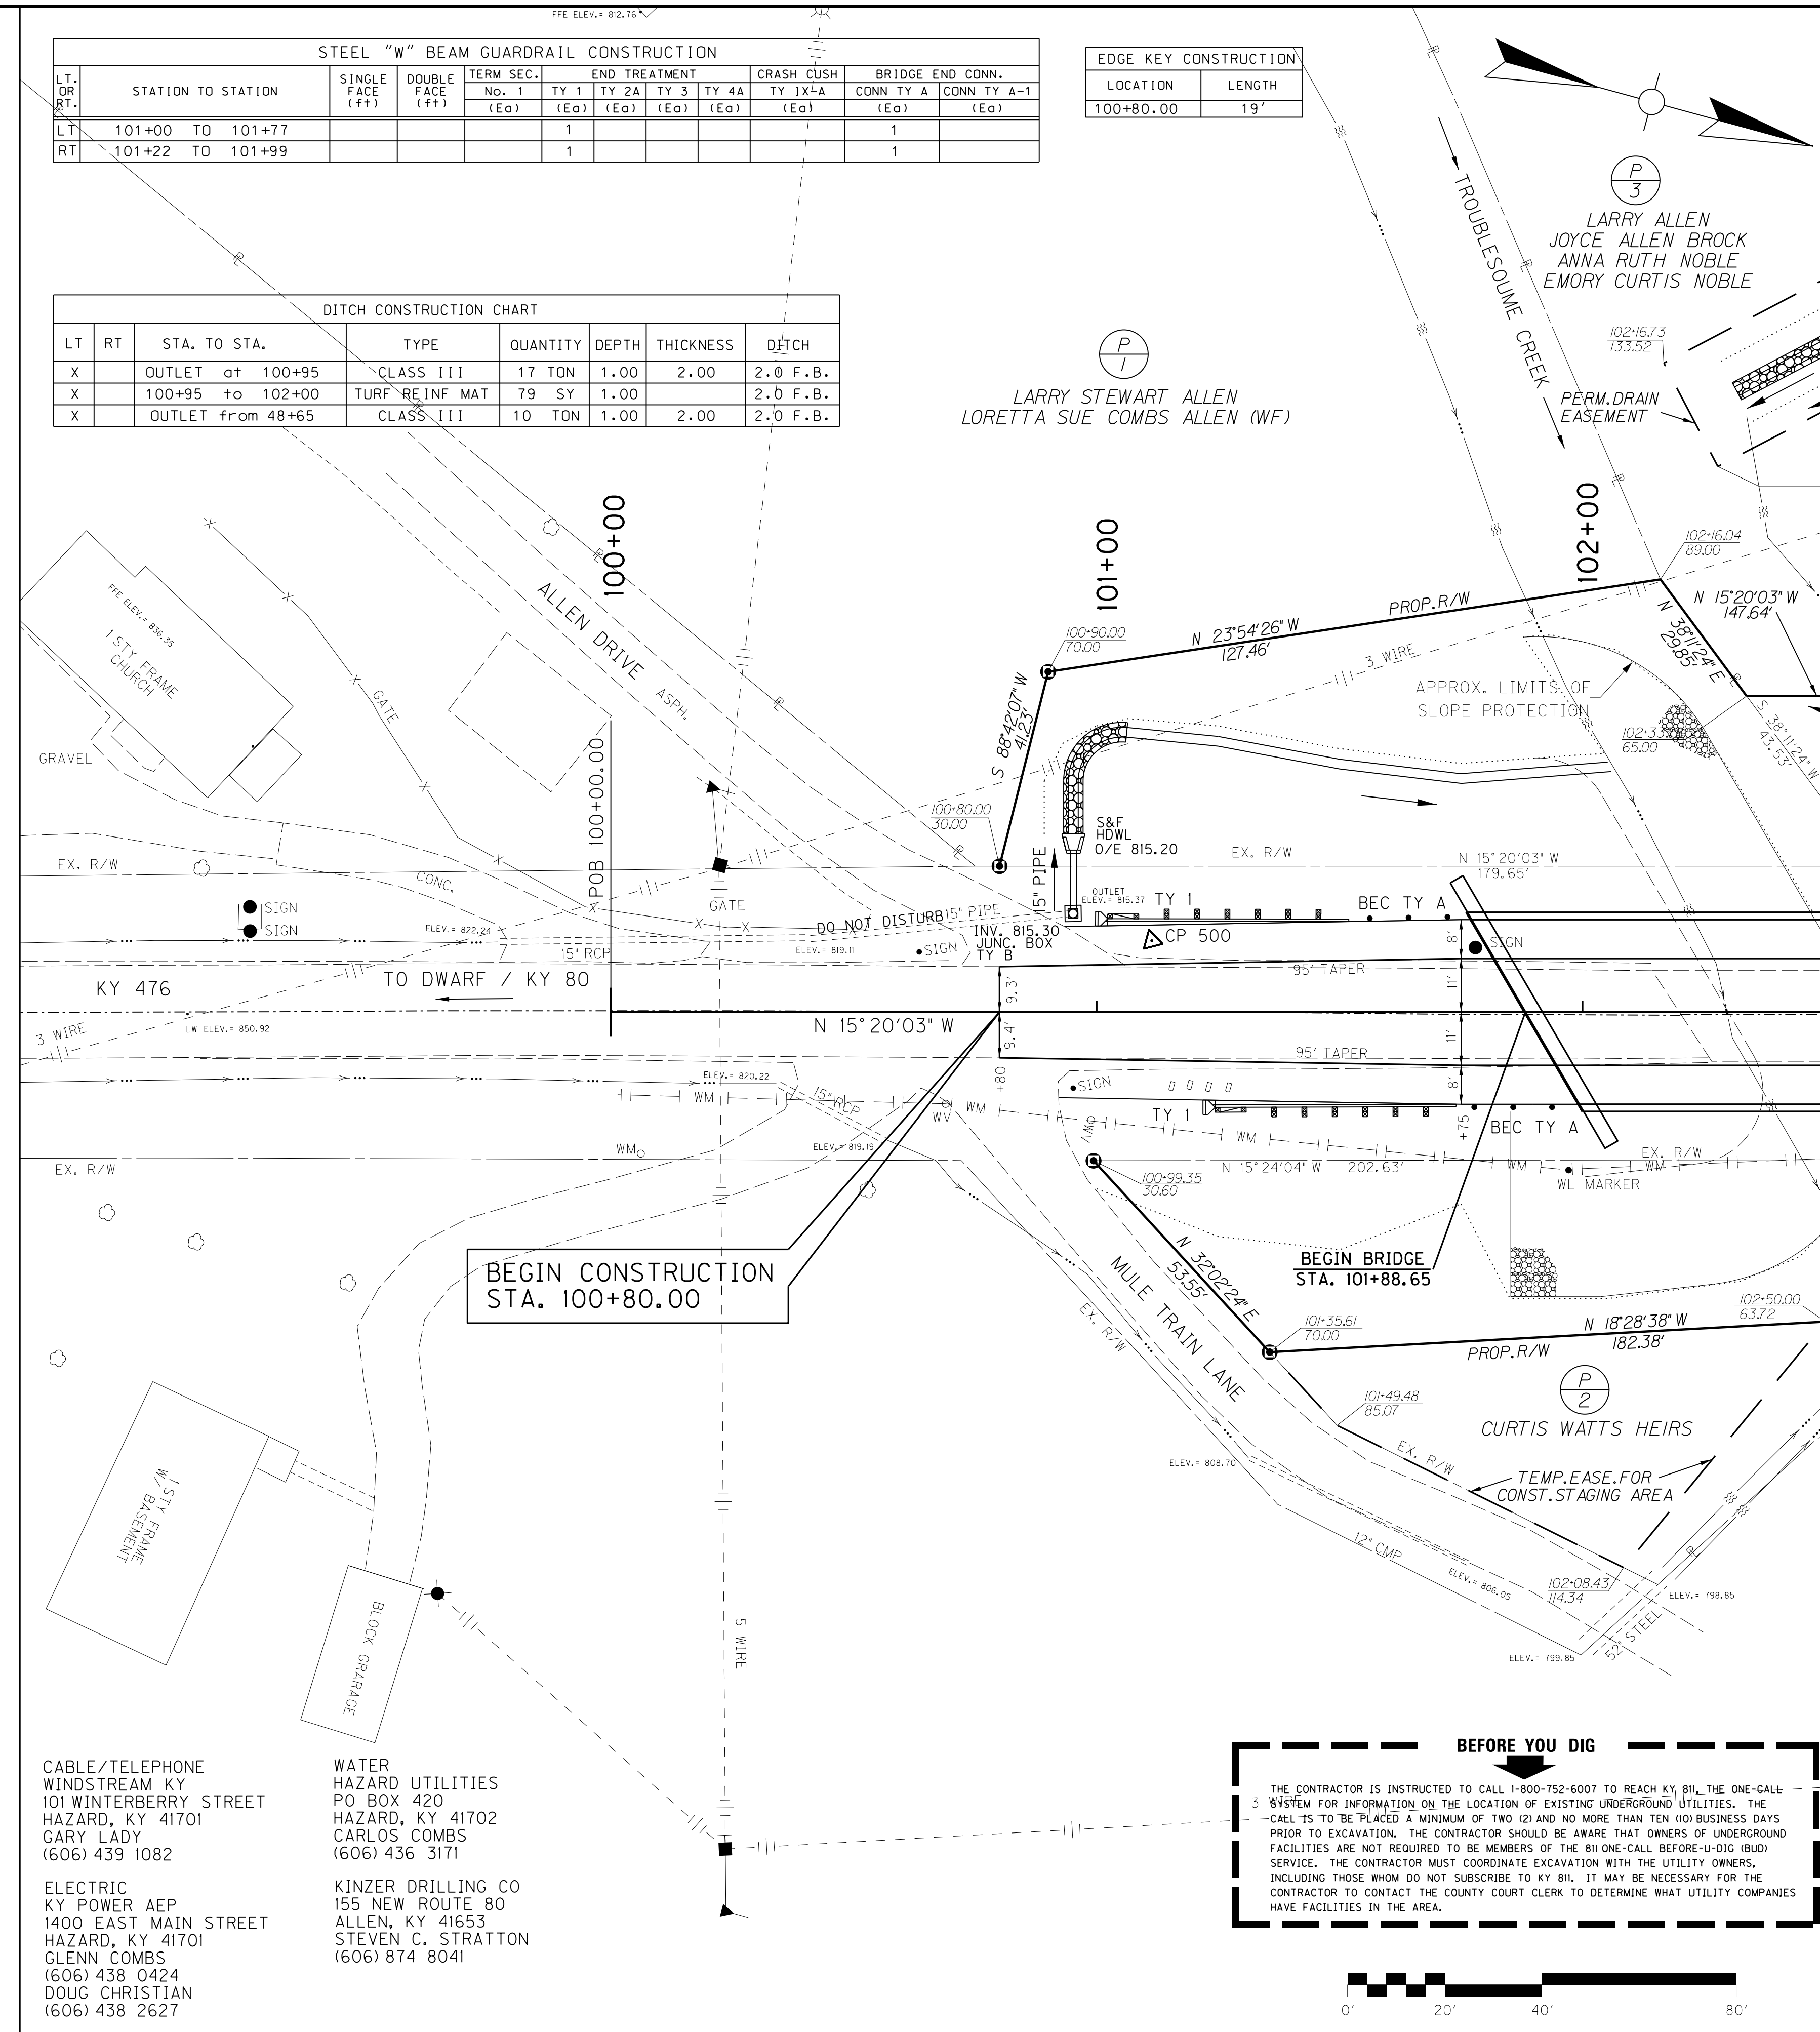 FFE ELEV.= 812.76
STEEL "W" BEAM GUARDRAIL CONSTRUCTION
LT. OR RT. STATION TO STATION SINGLE FACE (ft) DOUBLE FACE (ft) TERM SEC. END TREATMENT CRASH CUSH BRIDGE END CONN.
No. 1 TY 1 TY 2A TY 3 TY 4A TY IX-A CONN TY A CONN TY A-1
(Ea) (Ea) (Ea) (Ea) (Ea) (Ea) (Ea) (Ea)
LT 101+00 TO 101+77 1 1
RT 101+22 TO 101+99 1 1
EDGE KEY CONSTRUCTION
LOCATION LENGTH
100+80.00 19'
TROUBLESOUME CREEK
P
3
LARRY ALLEN
JOYCE ALLEN BROCK
ANNA RUTH NOBLE
EMORY CURTIS NOBLE
DITCH CONSTRUCTION CHART
LT RT STA. TO STA. TYPE QUANTITY DEPTH THICKNESS DITCH
X OUTLET at 100+95 CLASS III 17 TON 1.00 2.00 2.0 F.B.
X 100+95 to 102+00 TURF REINF MAT 79 SY 1.00 2.0 F.B.
X OUTLET from 48+65 CLASS III 10 TON 1.00 2.00 2.0 F.B.
P
1
LARRY STEWART ALLEN
LORETTA SUE COMBS ALLEN (WF)
102+16.73
133.52
PERM.DRAIN
EASEMENT
100+00
101+00
102+00
102+16.04
89.00
N 15°20'03" W
147.64'
N 38°11'24" E
29.85'
S 38°11'24" W
43.53'
PROP.R/W
N 23°54'26" W
127.46'
100+90.00
70.00
3 WIRE
APPROX. LIMITS OF
SLOPE PROTECTION
65.00
S 88°42'07" W
41.23'
100+80.00
30.00
FFE ELEV.= 836.35
1 STY FRAME
CHURCH
GATE
GRAVEL
ALLEN DRIVE
ASPH.
POB 100+00.00
S&F
HDWL
O/E 815.20
15" PIPE
EX. R/W
CONC.
EX. R/W
N 15°20'03" W
179.65'
SIGN
SIGN
ELEV.= 822.24
GATE
DO NOT DISTURB
15" PIPE
15" RCP
ELEV.= 819.11
SIGN
INV. 815.30
JUNC. BOX
TY B
OUTLET
ELEV.= 815.37
TY 1
CP 500
BEC TY A
SIGN
8'
11'
11'
8'
95' TAPER
95' TAPER
KY 476
TO DWARF / KY 80
LW ELEV.= 850.92
3 WIRE
N 15°20'03" W
9.3'
9.4'
+80
+75
ELEV.= 820.22
15" RCP
WM
WV
WM
SIGN
WV
TY 1
WM
BEC TY A
ELEV.= 819.19
WM
EX. R/W
N 15°24'04" W 202.63'
WM
WM
EX. R/W
WL MARKER
100+99.35
30.60
BEGIN CONSTRUCTION
STA. 100+80.00
BEGIN BRIDGE
STA. 101+88.65
N 32°02'24" E
53.55'
MULE TRAIN LANE
EX. R/W
101+35.61
70.00
102+50.00
63.72
N 18°28'38" W
182.38'
PROP.R/W
P
2
CURTIS WATTS HEIRS
101+49.48
85.07
EX. R/W
TEMP.EASE.FOR
CONST.STAGING AREA
ELEV.= 808.70
12" CMP
ELEV.= 806.05
102+08.43
114.34
ELEV.= 798.85
52" STEEL
ELEV.= 799.85
1 STY FRAME
W/ BASEMENT
BLOCK GRARAGE
5 WIRE
3 WIRE
CABLE/TELEPHONE
WINDSTREAM KY
101 WINTERBERRY STREET
HAZARD, KY 41701
GARY LADY
(606) 439 1082
ELECTRIC
KY POWER AEP
1400 EAST MAIN STREET
HAZARD, KY 41701
GLENN COMBS
(606) 438 0424
DOUG CHRISTIAN
(606) 438 2627
WATER
HAZARD UTILITIES
PO BOX 420
HAZARD, KY 41702
CARLOS COMBS
(606) 436 3171
KINZER DRILLING CO
155 NEW ROUTE 80
ALLEN, KY 41653
STEVEN C. STRATTON
(606) 874 8041
BEFORE YOU DIG
THE CONTRACTOR IS INSTRUCTED TO CALL 1-800-752-6007 TO REACH KY 811, THE ONE-CALL
SYSTEM FOR INFORMATION ON THE LOCATION OF EXISTING UNDERGROUND UTILITIES. THE
CALL IS TO BE PLACED A MINIMUM OF TWO (2) AND NO MORE THAN TEN (10) BUSINESS DAYS
PRIOR TO EXCAVATION. THE CONTRACTOR SHOULD BE AWARE THAT OWNERS OF UNDERGROUND
FACILITIES ARE NOT REQUIRED TO BE MEMBERS OF THE 811 ONE-CALL BEFORE-U-DIG (BUD)
SERVICE. THE CONTRACTOR MUST COORDINATE EXCAVATION WITH THE UTILITY OWNERS,
INCLUDING THOSE WHOM DO NOT SUBSCRIBE TO KY 811. IT MAY BE NECESSARY FOR THE
CONTRACTOR TO CONTACT THE COUNTY COURT CLERK TO DETERMINE WHAT UTILITY COMPANIES
HAVE FACILITIES IN THE AREA.
0' 20' 40' 80'